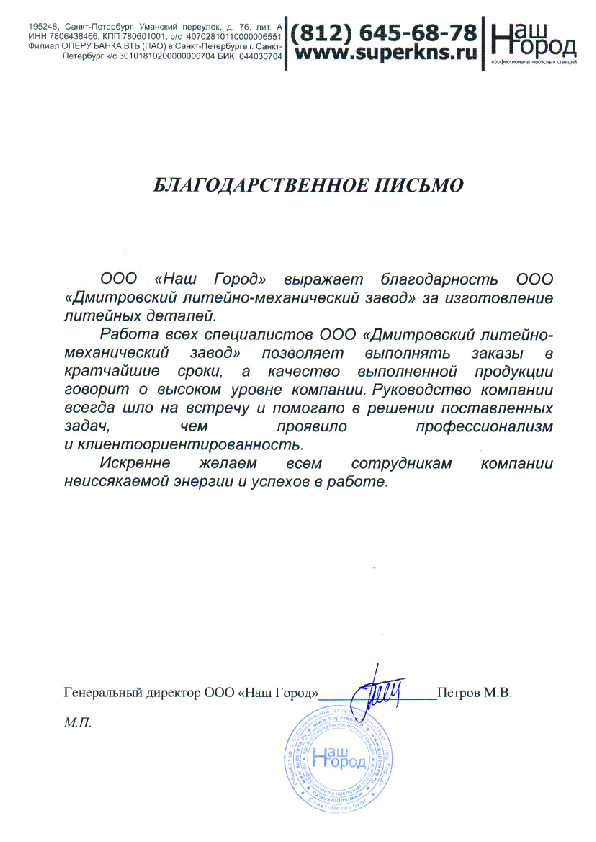 195248, Санкт-Петербург Уманский переулок, д. 76, лит. А
ИНН 7806438466, КПП 780601001, р/с 40702810110000006551
Филиал ОПЕРУ БАНКА ВТБ (ПАО) в Санкт-Петербурге г. Санкт-
Петербург к/с 30101810200000000704 БИК 044030704
(812) 645-68-78
www.superkns.ru
Наш
город
БЛАГОДАРСТВЕННОЕ ПИСЬМО
ООО «Наш Город» выражает благодарность ООО
«Дмитровский литейно-механический завод» за изготовление
литейных деталей.
Работа всех специалистов ООО «Дмитровский литейно-
механический завод» позволяет выполнять заказы в
кратчайшие сроки, а качество выполненной продукции
говорит о высоком уровне компании. Руководство компании
всегда шло на встречу и помогало в решении поставленных
задач, чем проявило профессионализм
и клиентоориентированность.
Искренне желаем всем сотрудникам компании
неиссякаемой энергии и успехов в работе.
Генеральный директор ООО «Наш Город»__________________Петров М.В.
М.П.
Наш
город